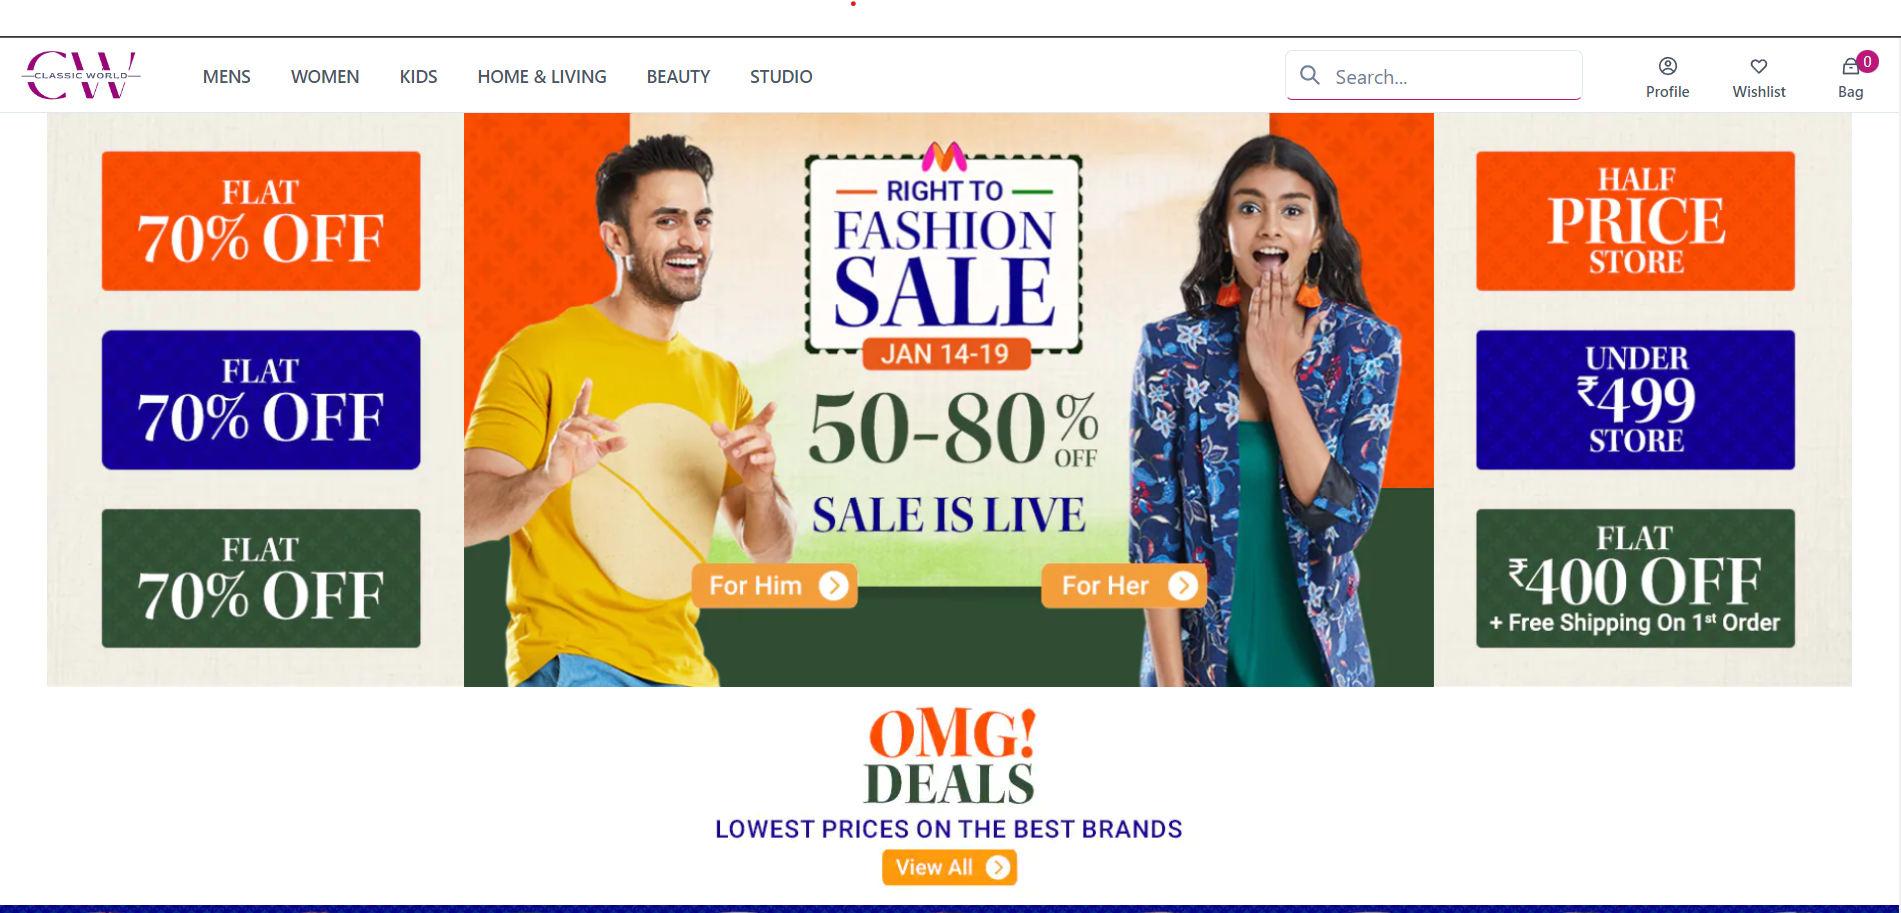 CW
CLASSIC WORLD
MENS
WOMEN
KIDS
HOME & LIVING
BEAUTY
STUDIO
Search...
Profile
Wishlist
0
Bag
FLAT
70% OFF
FLAT
70% OFF
FLAT
70% OFF
RIGHT TO
FASHION
SALE
JAN 14-19
50-80% OFF
SALE IS LIVE
For Him
For Her
HALF
PRICE
STORE
UNDER
₹499
STORE
FLAT
₹400 OFF
+ Free Shipping On 1st Order
OMG!
DEALS
LOWEST PRICES ON THE BEST BRANDS
View All